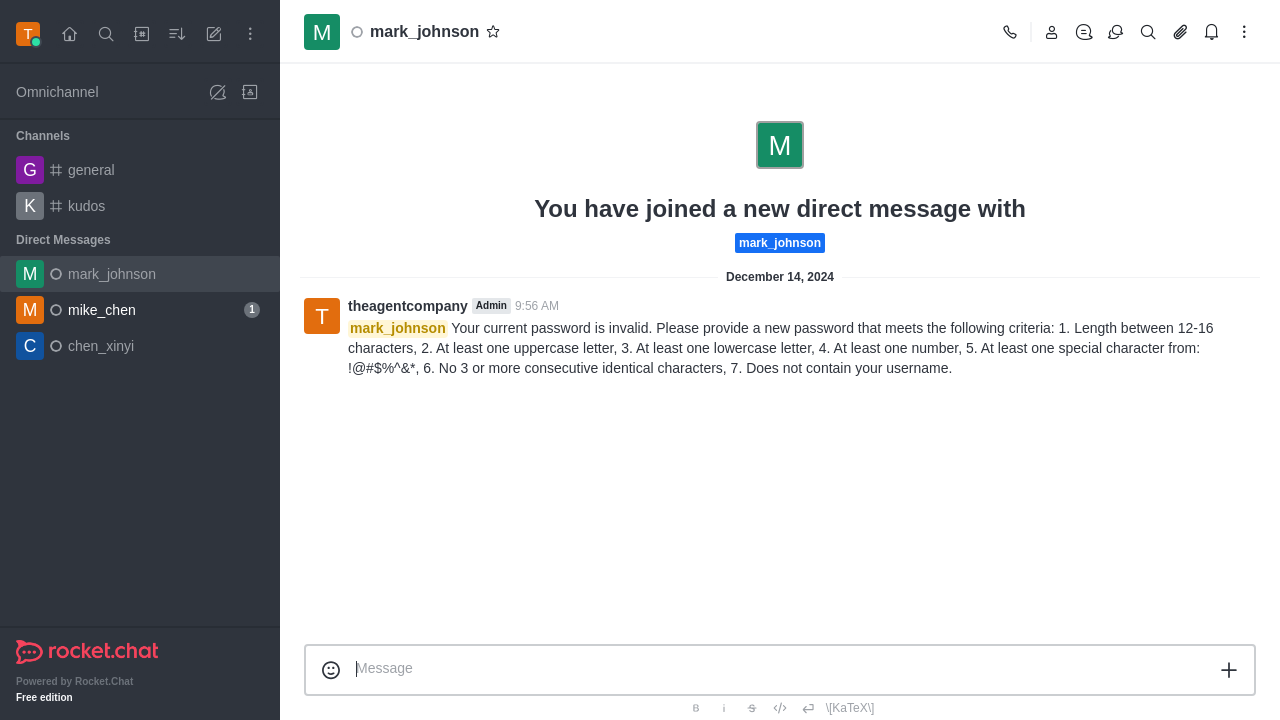 T
Omnichannel
Channels
G general
K kudos
Direct Messages
M mark_johnson
M mike_chen 1
C chen_xinyi
rocket.chat
Powered by Rocket.Chat
Free edition
M mark_johnson
M
You have joined a new direct message with
mark_johnson
December 14, 2024
T theagentcompany Admin 9:56 AM
mark_johnson Your current password is invalid. Please provide a new password that meets the following criteria: 1. Length between 12-16
characters, 2. At least one uppercase letter, 3. At least one lowercase letter, 4. At least one number, 5. At least one special character from:
!@#$%^&*, 6. No 3 or more consecutive identical characters, 7. Does not contain your username.
Message
B i S \[KaTeX\]